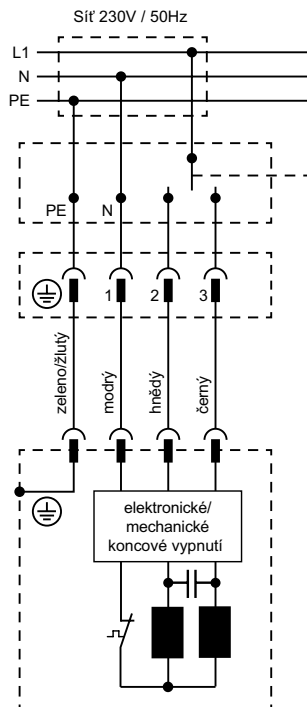 Síť 230V / 50Hz
L1
N
PE
PE
N
1
2
3
zeleno/žlutý
modrý
hnědý
černý
elektronické/
mechanické
koncové vypnutí